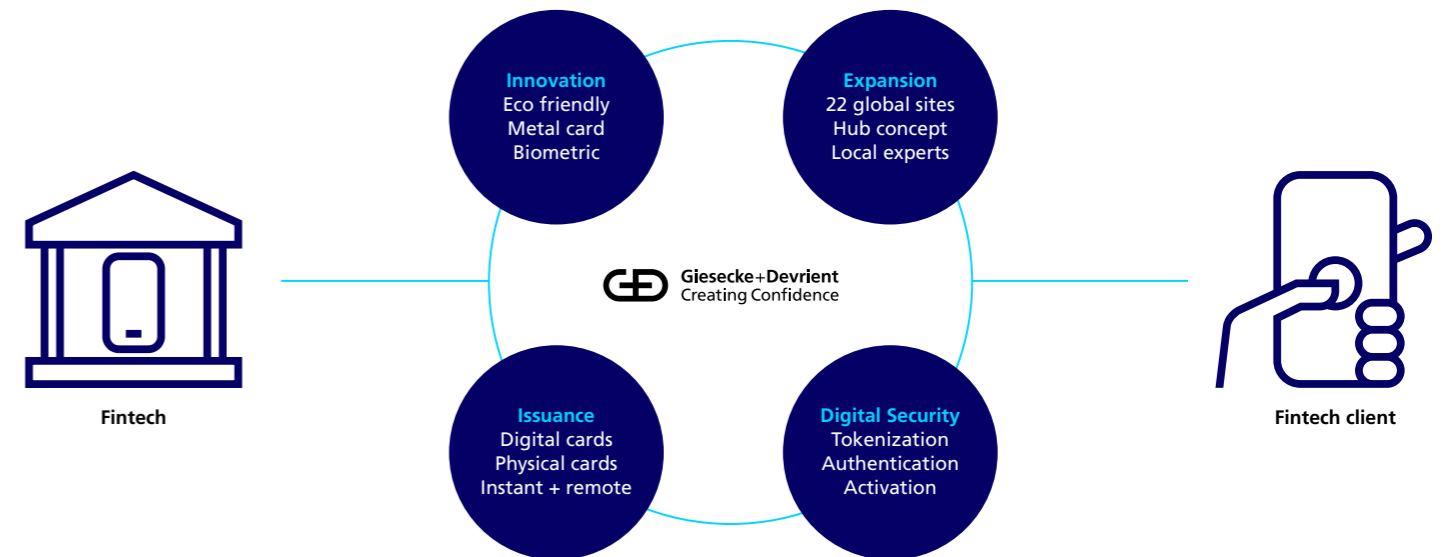 Innovation
Eco friendly
Metal card
Biometric
Expansion
22 global sites
Hub concept
Local experts
Giesecke+Devrient
Creating Confidence
Fintech
Fintech client
Issuance
Digital cards
Physical cards
Instant + remote
Digital Security
Tokenization
Authentication
Activation